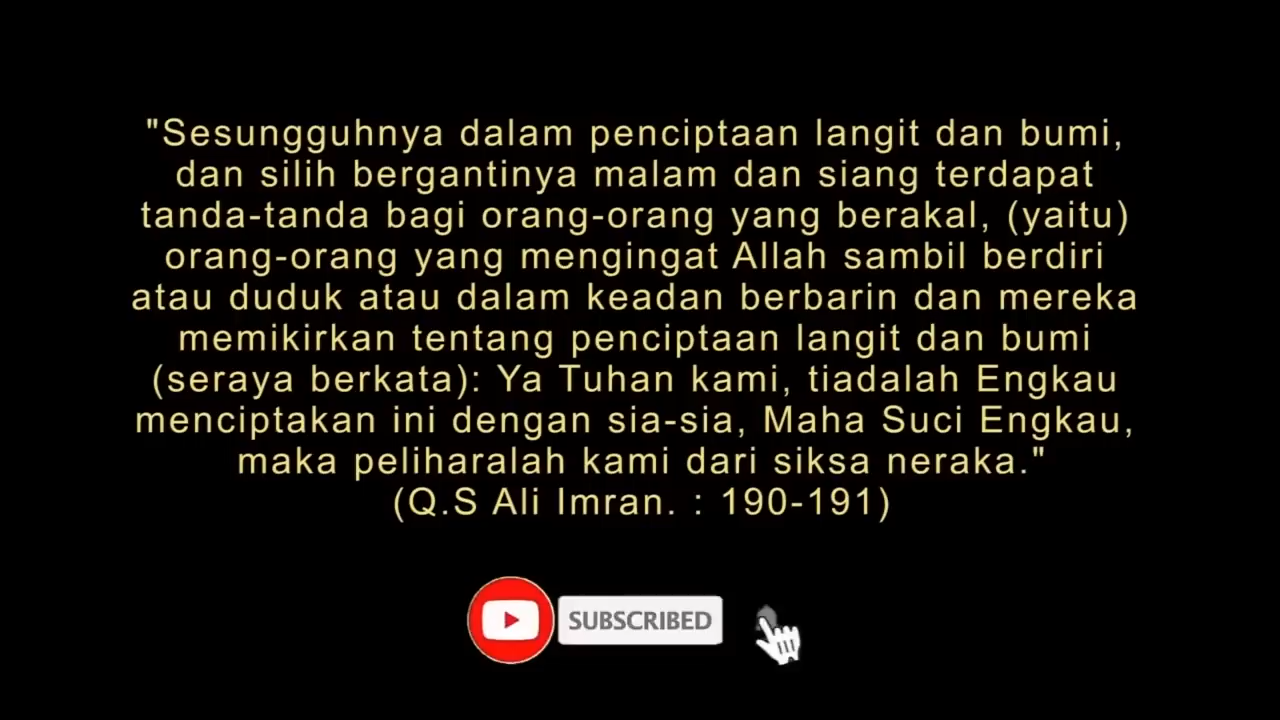 "Sesungguhnya dalam penciptaan langit dan bumi,
dan silih bergantinya malam dan siang terdapat
tanda-tanda bagi orang-orang yang berakal, (yaitu)
orang-orang yang mengingat Allah sambil berdiri
atau duduk atau dalam keadan berbarin dan mereka
memikirkan tentang penciptaan langit dan bumi
(seraya berkata): Ya Tuhan kami, tiadalah Engkau
menciptakan ini dengan sia-sia, Maha Suci Engkau,
maka peliharalah kami dari siksa neraka."
(Q.S Ali Imran. : 190-191)
SUBSCRIBED